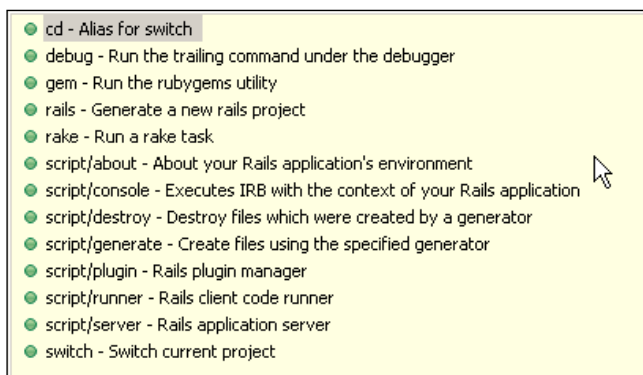 cd - Alias for switch
debug - Run the trailing command under the debugger
gem - Run the rubygems utility
rails - Generate a new rails project
rake - Run a rake task
script/about - About your Rails application's environment
script/console - Executes IRB with the context of your Rails application
script/destroy - Destroy files which were created by a generator
script/generate - Create files using the specified generator
script/plugin - Rails plugin manager
script/runner - Rails client code runner
script/server - Rails application server
switch - Switch current project